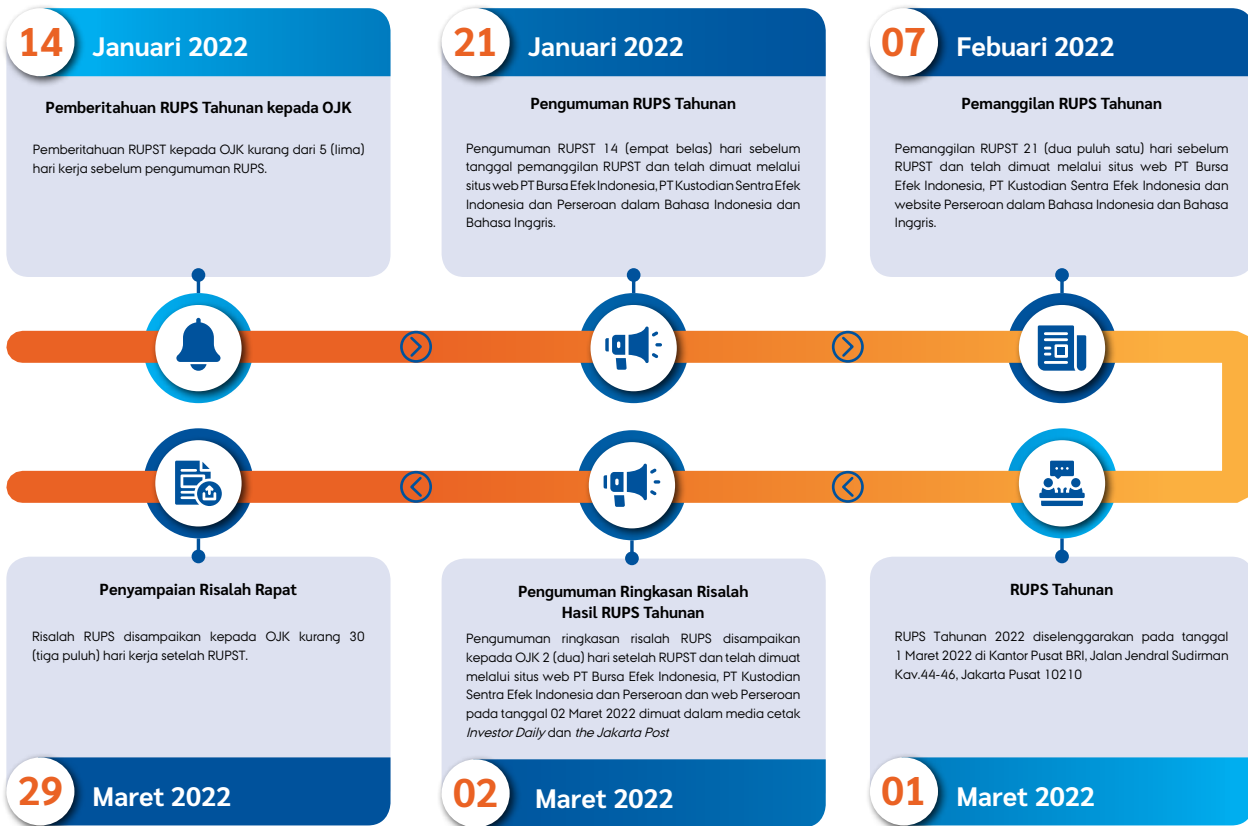 14 Januari 2022
Pemberitahuan RUPS Tahunan kepada OJK
Pemberitahuan RUPST kepada OJK kurang dari 5 (lima)
hari kerja sebelum pengumuman RUPS.
21 Januari 2022
Pengumuman RUPS Tahunan
Pengumuman RUPST 14 (empat belas) hari sebelum
tanggal pemanggilan RUPST dan telah dimuat melalui
situs web PT Bursa Efek Indonesia, PT Kustodian Sentra Efek
Indonesia dan Perseroan dalam Bahasa Indonesia dan
Bahasa Inggris.
07 Febuari 2022
Pemanggilan RUPS Tahunan
Pemanggilan RUPST 21 (dua puluh satu) hari sebelum
RUPST dan telah dimuat melalui situs web PT Bursa
Efek Indonesia, PT Kustodian Sentra Efek Indonesia dan
website Perseroan dalam Bahasa Indonesia dan Bahasa
Inggris.
RUPS Tahunan
RUPS Tahunan 2022 diselenggarakan pada tanggal
1 Maret 2022 di Kantor Pusat BRI, Jalan Jendral Sudirman
Kav.44-46, Jakarta Pusat 10210
01 Maret 2022
Pengumuman Ringkasan Risalah
Hasil RUPS Tahunan
Pengumuman ringkasan risalah RUPS disampaikan
kepada OJK 2 (dua) hari setelah RUPST dan telah dimuat
melalui situs web PT Bursa Efek Indonesia, PT Kustodian
Sentra Efek Indonesia dan Perseroan dan web Perseroan
pada tanggal 02 Maret 2022 dimuat dalam media cetak
Investor Daily dan the Jakarta Post
02 Maret 2022
Penyampaian Risalah Rapat
Risalah RUPS disampaikan kepada OJK kurang 30
(tiga puluh) hari kerja setelah RUPST.
29 Maret 2022